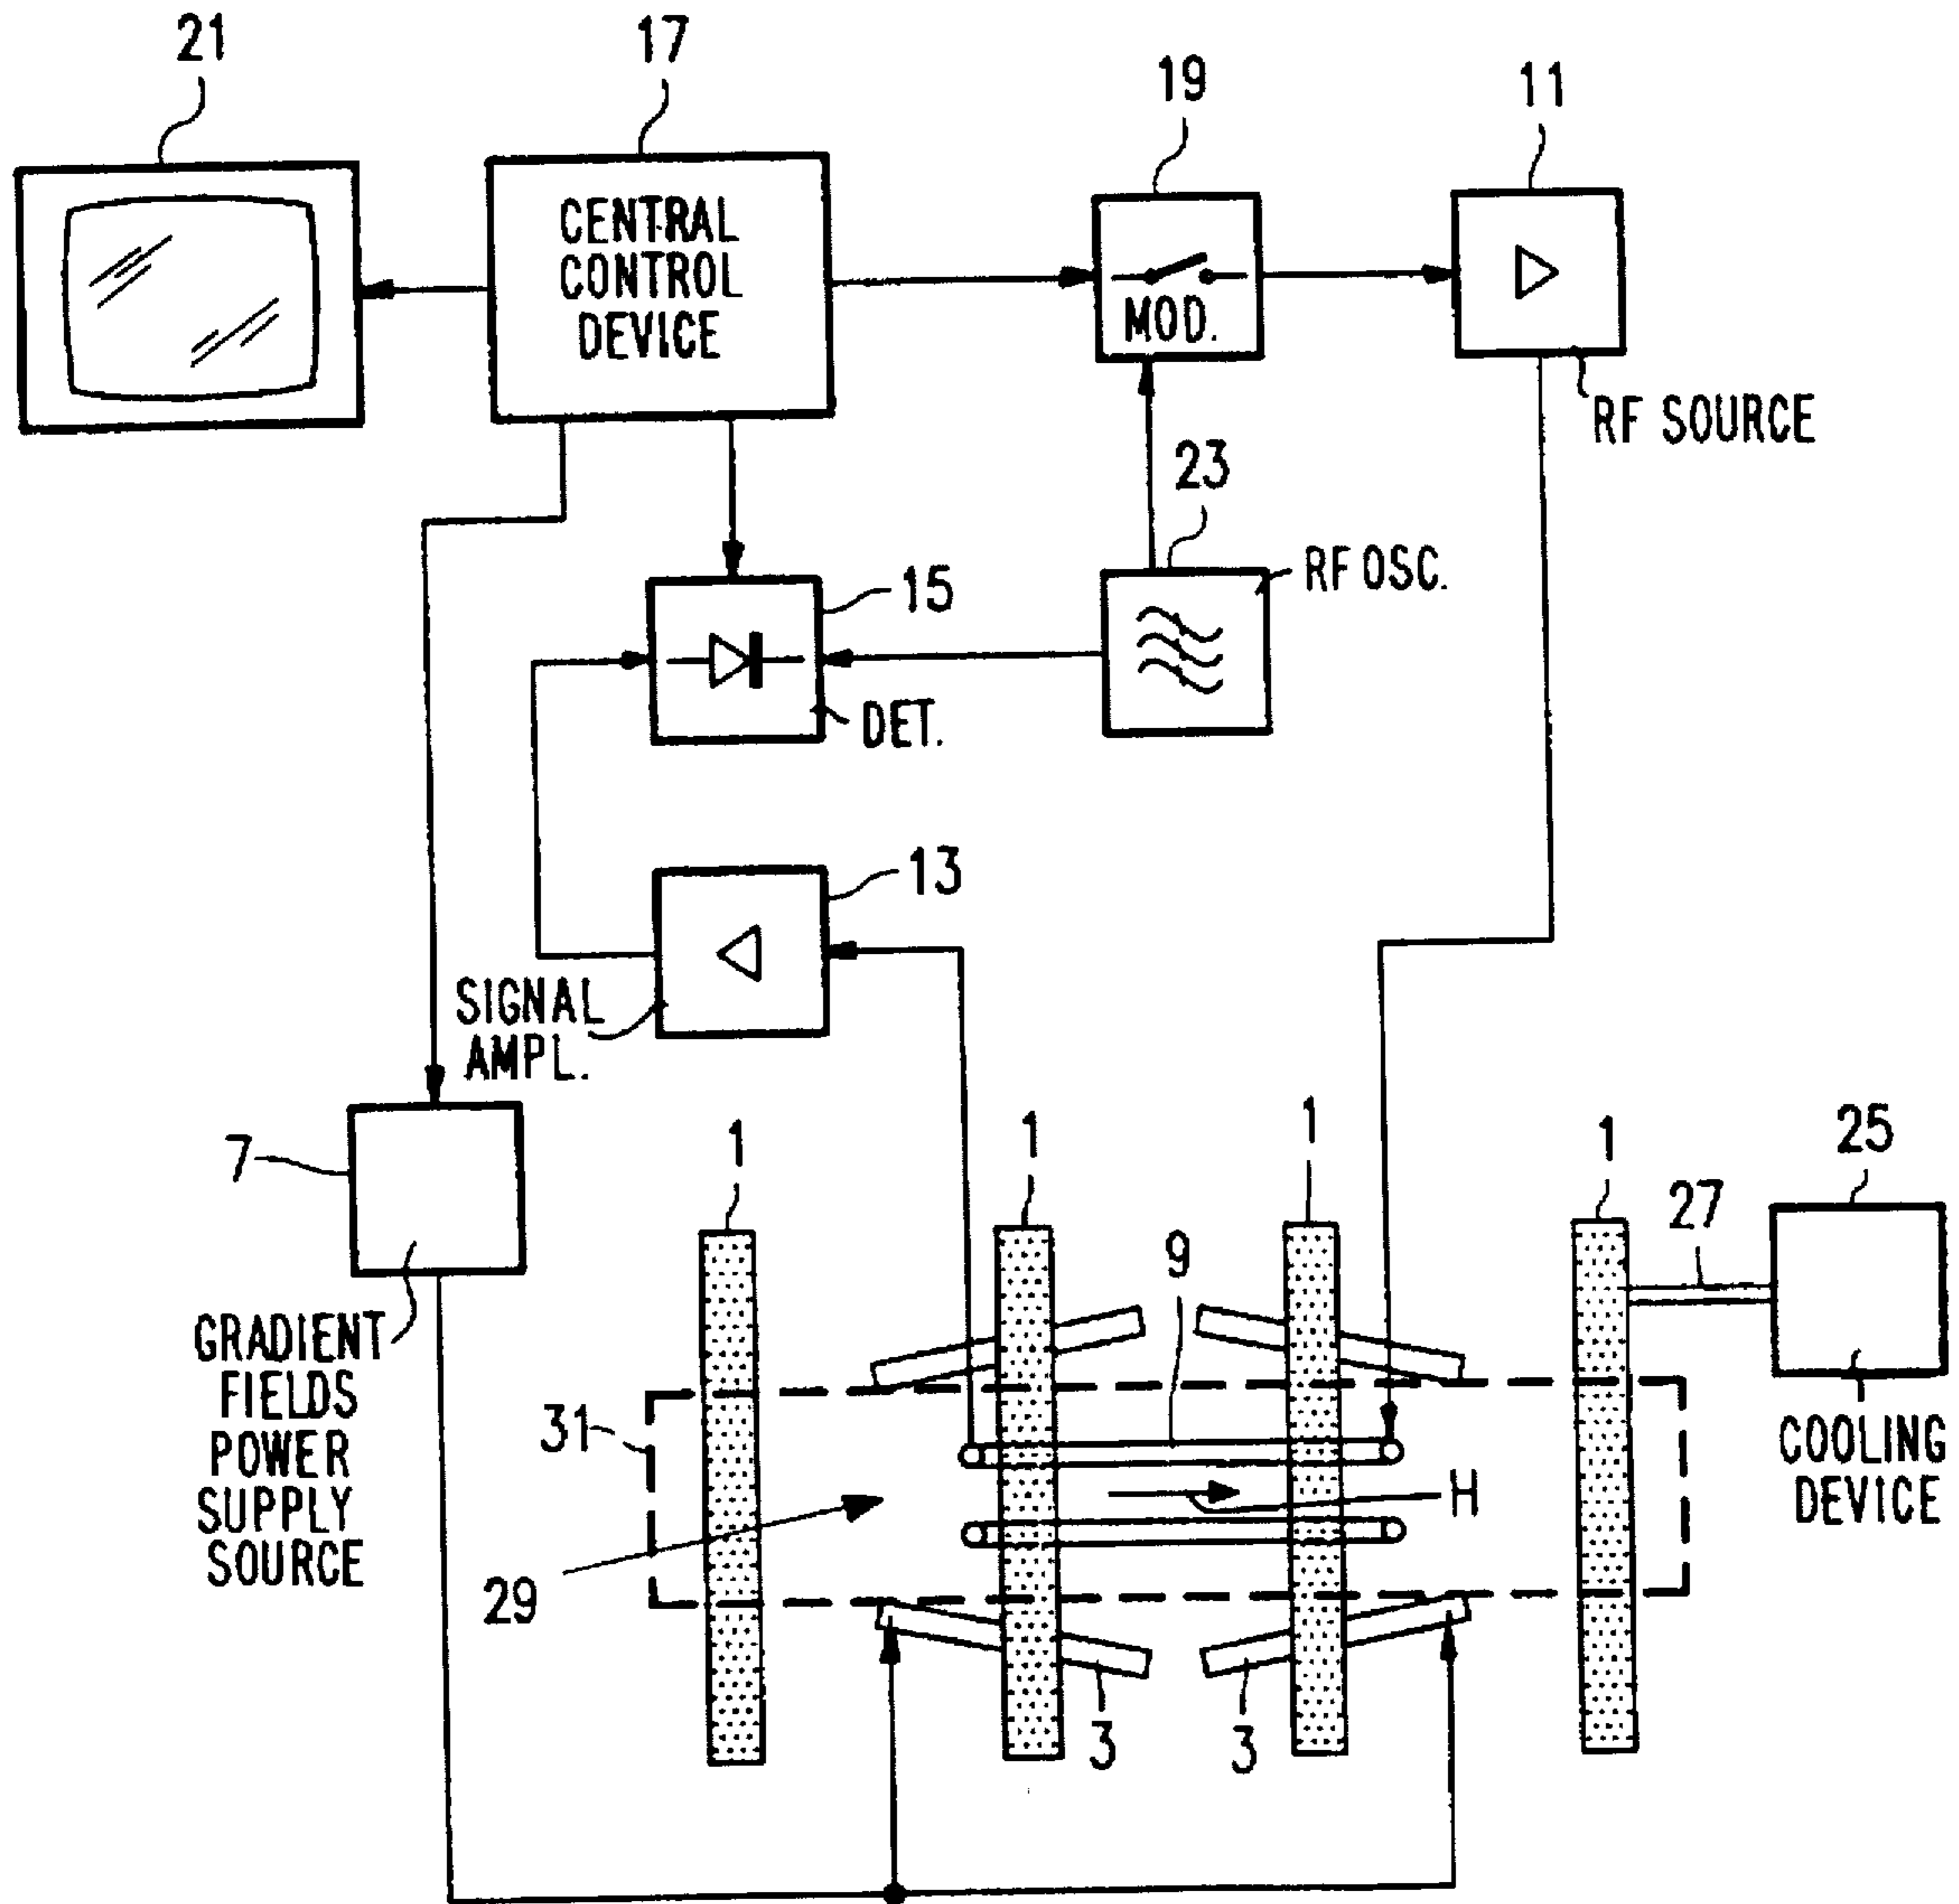 21
17
19
11
CENTRAL
CONTROL
DEVICE
MOD.
RF SOURCE
23
RF OSC.
15
DET.
13
SIGNAL
AMPL.
7
1
1
1
1
25
27
9
GRADIENT
FIELDS
POWER
SUPPLY
SOURCE
31
H
COOLING
DEVICE
29
3
3